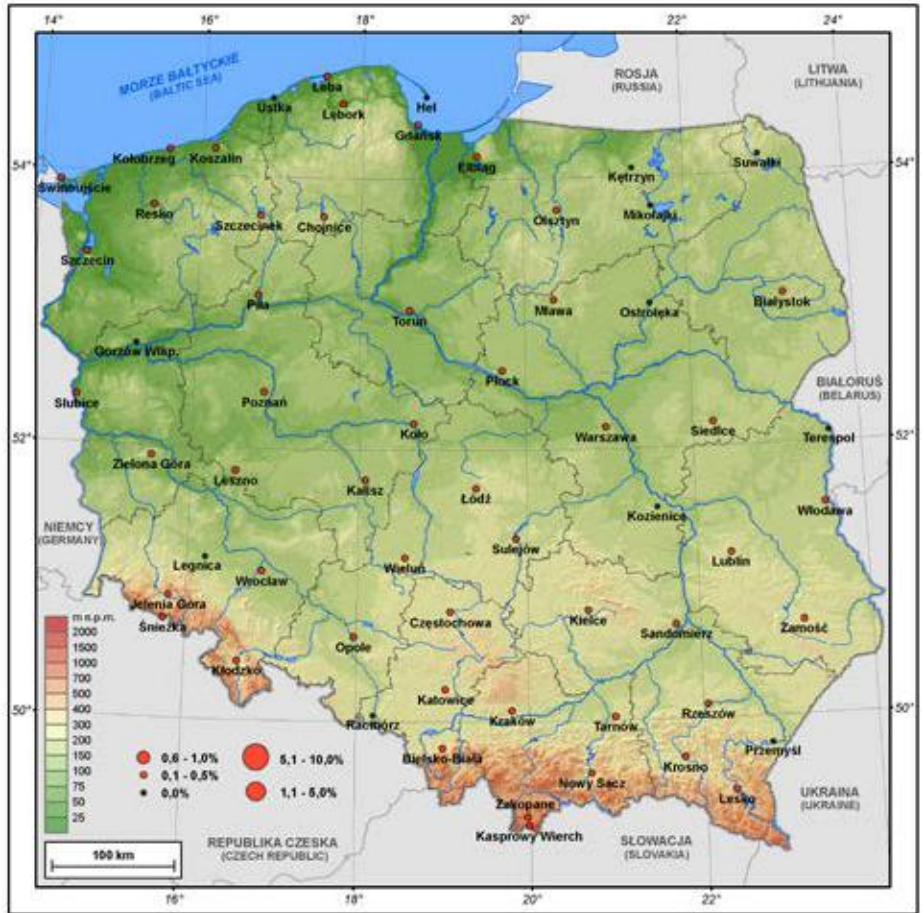 14° 16° 18° 20° 22° 24°
MORZE BAŁTYCKIE
(BALTIC SEA)
ROSJA
(RUSSIA)
LITWA
(LITHUANIA)
Łeba
Ustka
Lębork
Hel
Gdańsk
54°
54°
Kołobrzeg
Koszalin
Elbląg
Kętrzyn
Suwałki
Świnoujście
Resko
Szczecinek
Chojnice
Olsztyn
Mikołajki
Szczecin
Piła
Toruń
Mława
Ostrołęka
Białystok
Gorzów Wlkp.
Płock
BIAŁORUŚ
(BELARUS)
Słubice
Poznań
Koło
Warszawa
Siedlce
Terespol
52°
52°
Zielona Góra
Leszno
Kalisz
Łódź
Kozienice
Włodawa
NIEMCY
(GERMANY)
Legnica
Wrocław
Wieluń
Sulejów
Lublin
Jelenia Góra
Śnieżka
Częstochowa
Kielce
Sandomierz
Zamość
Kłodzko
Opole
Katowice
Kraków
Tarnów
Rzeszów
50°
50°
Racibórz
Bielsko-Biała
Nowy Sącz
Krosno
Przemyśl
Lesko
Zakopane
Kasprowy Wierch
UKRAINA
(UKRAINE)
SŁOWACJA
(SLOVAKIA)
REPUBLIKA CZESKA
(CZECH REPUBLIC)
m n.p.m.
2000
1500
1000
700
500
400
300
200
150
100
75
50
25
0,6 - 1,0%
5,1 - 10,0%
0,1 - 0,5%
1,1 - 5,0%
0,0%
100 km
16° 18° 20° 22°